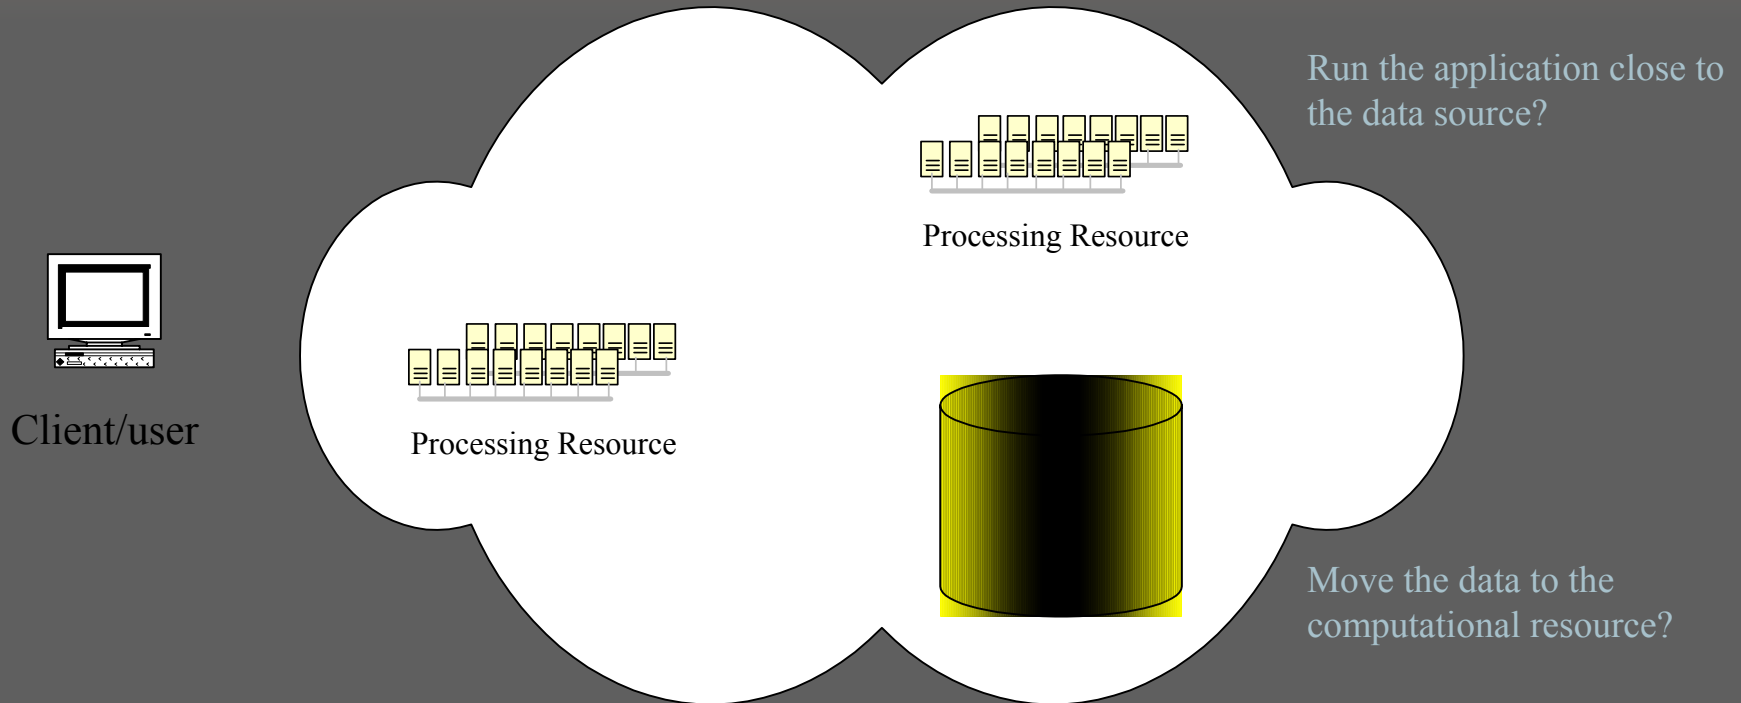 Run the application close to
the data source?
Processing Resource
Client/user
Processing Resource
Move the data to the
computational resource?